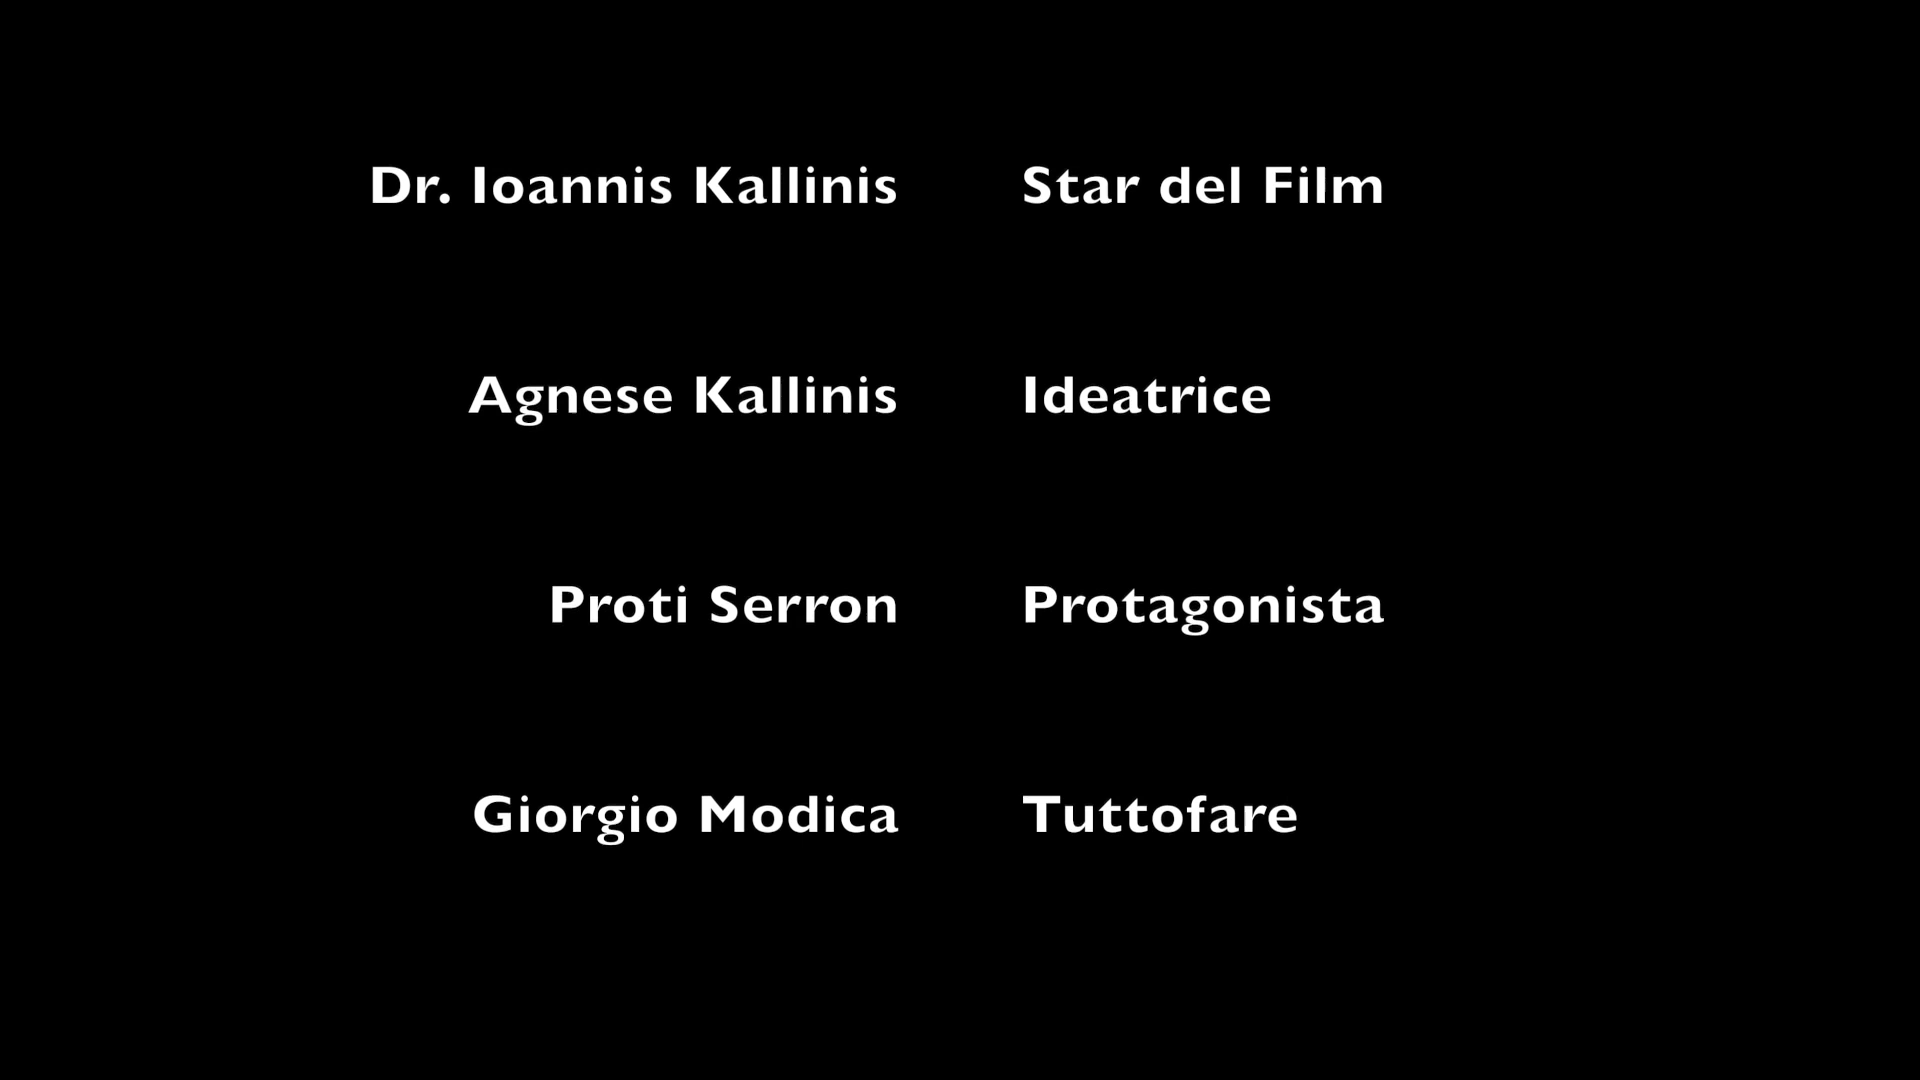 Dr. Ioannis Kallinis Star del Film
Agnese Kallinis Ideatrice
Proti Serron Protagonista
Giorgio Modica Tuttofare